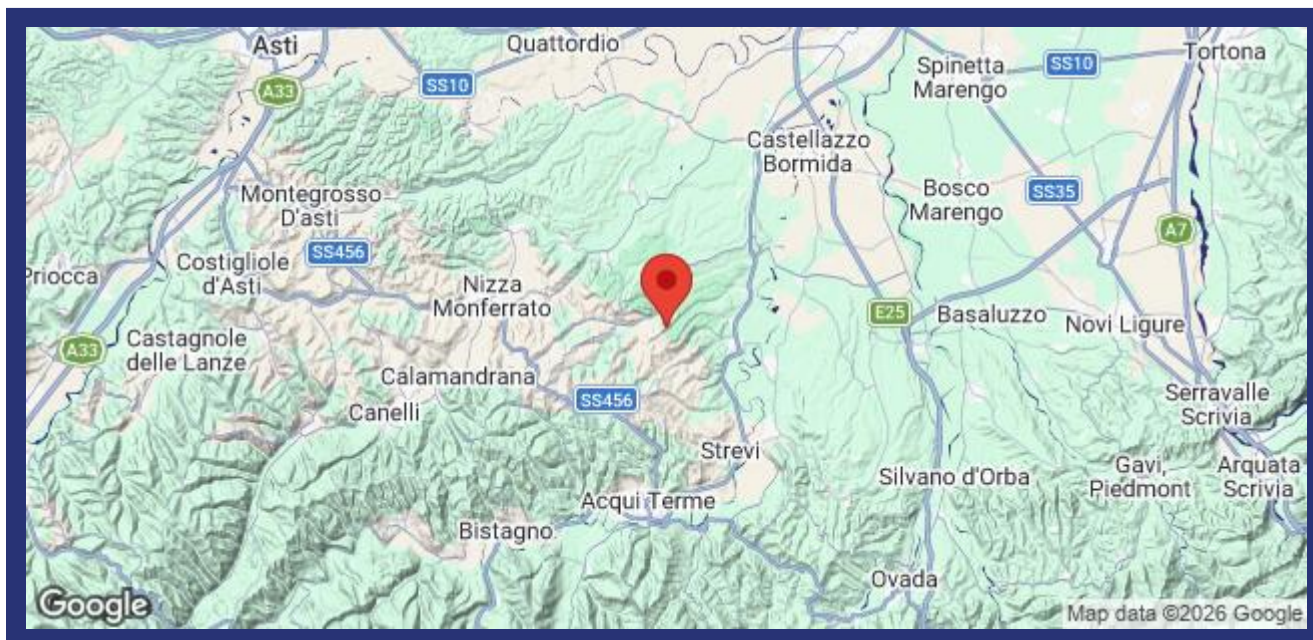 Asti
Quattordio
Tortona
SS10
Spinetta
Marengo
A33
SS10
Castellazzo
Bormida
Montegrosso
D'asti
Bosco
Marengo
SS35
A7
SS456
Costigliole
d'Asti
Priocca
Nizza
Monferrato
E25
Basaluzzo
Novi Ligure
Castagnole
delle Lanze
A33
Calamandrana
SS456
Canelli
Serravalle
Scrivia
Strevi
Silvano d'Orba
Gavi,
Piedmont
Arquata
Scrivia
Acqui Terme
Bistagno
Ovada
Google
Map data ©2026 Google